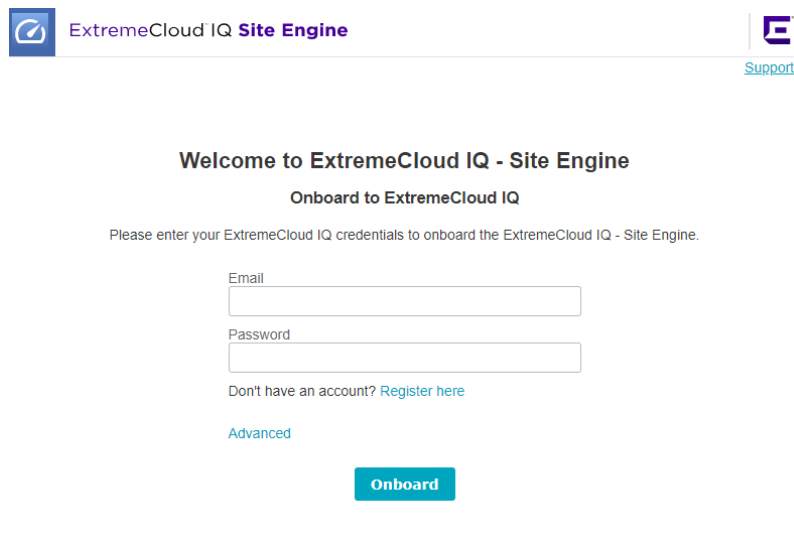 ExtremeCloud IQ Site Engine
Support
Welcome to ExtremeCloud IQ - Site Engine
Onboard to ExtremeCloud IQ
Please enter your ExtremeCloud IQ credentials to onboard the ExtremeCloud IQ - Site Engine.
Email
Password
Don't have an account? Register here
Advanced
Onboard